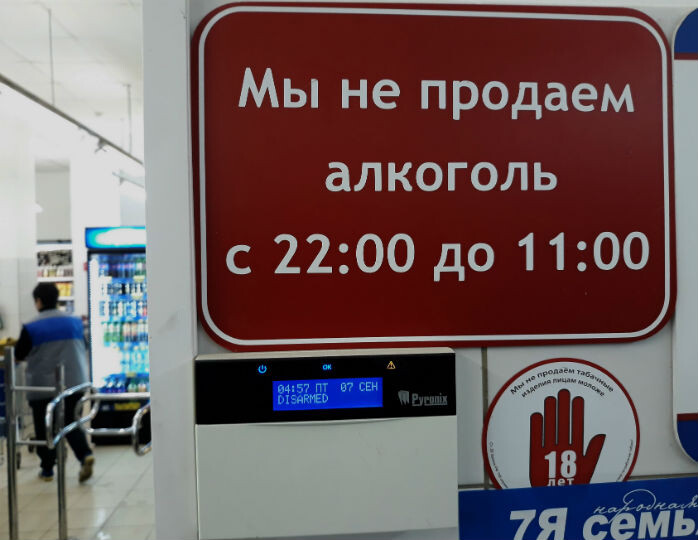 Мы не продаем
алкоголь
с 22:00 до 11:00
OK
04:57 ПТ 07 СЕН
DISARMED
Pyronix
Мы не продаём табачные
изделия лицам моложе
18
лет
народная
7Я семь